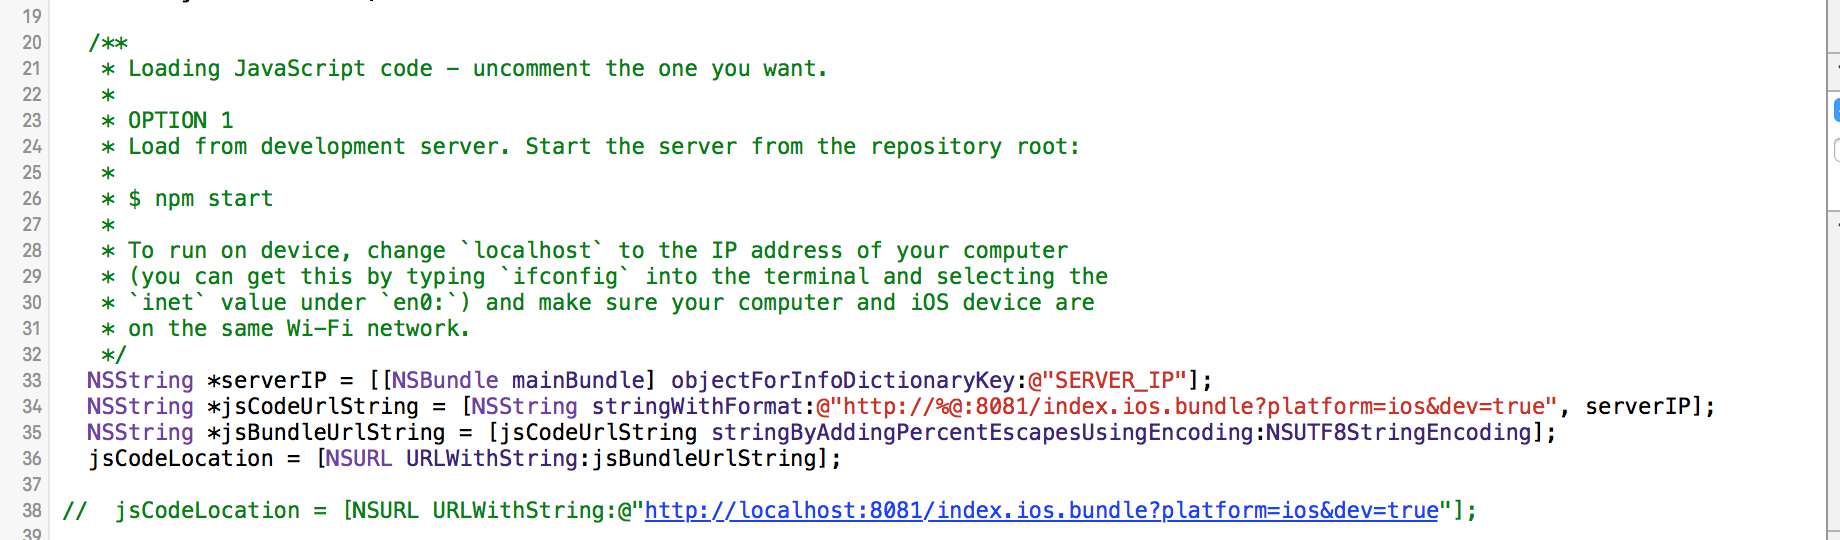 19
20 /**
21 * Loading JavaScript code - uncomment the one you want.
22 *
23 * OPTION 1
24 * Load from development server. Start the server from the repository root:
25 *
26 * $ npm start
27 *
28 * To run on device, change `localhost` to the IP address of your computer
29 * (you can get this by typing `ifconfig` into the terminal and selecting the
30 * `inet` value under `en0:`) and make sure your computer and iOS device are
31 * on the same Wi-Fi network.
32 */
33 NSString *serverIP = [[NSBundle mainBundle] objectForInfoDictionaryKey:@"SERVER_IP"];
34 NSString *jsCodeUrlString = [NSString stringWithFormat:@"http://%@:8081/index.ios.bundle?platform=ios&dev=true", serverIP];
35 NSString *jsBundleUrlString = [jsCodeUrlString stringByAddingPercentEscapesUsingEncoding:NSUTF8StringEncoding];
36 jsCodeLocation = [NSURL URLWithString:jsBundleUrlString];
37
38 // jsCodeLocation = [NSURL URLWithString:@"http://localhost:8081/index.ios.bundle?platform=ios&dev=true"];
39